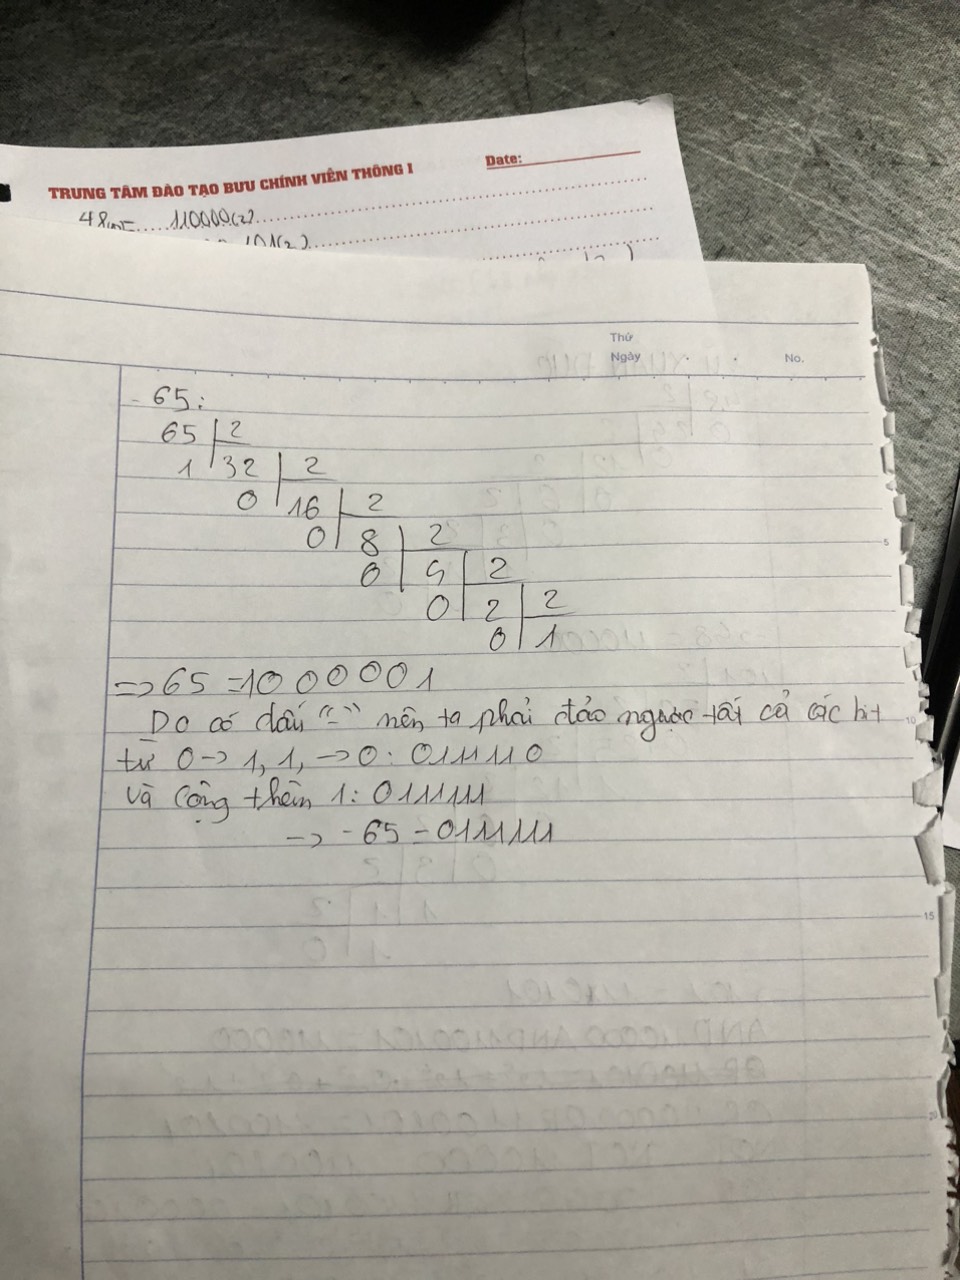 TRUNG TÂM ĐÀO TẠO BƯU CHÍNH VIỄN THÔNG I
Date:
48 110000(2)
101(2)
Thứ
Ngày
No.
- 65:
65 2
1 32 2
0 16 2
0 8 2
0 4 2
0 2 2
0 1
=> 65 = 1000001
Do có dấu "-" nên ta phải đảo ngược tất cả các bit
từ 0 -> 1, 1, -> 0: 0111110
và cộng thêm 1: 0111111
-> -65 = 0111111
5
10
15
20